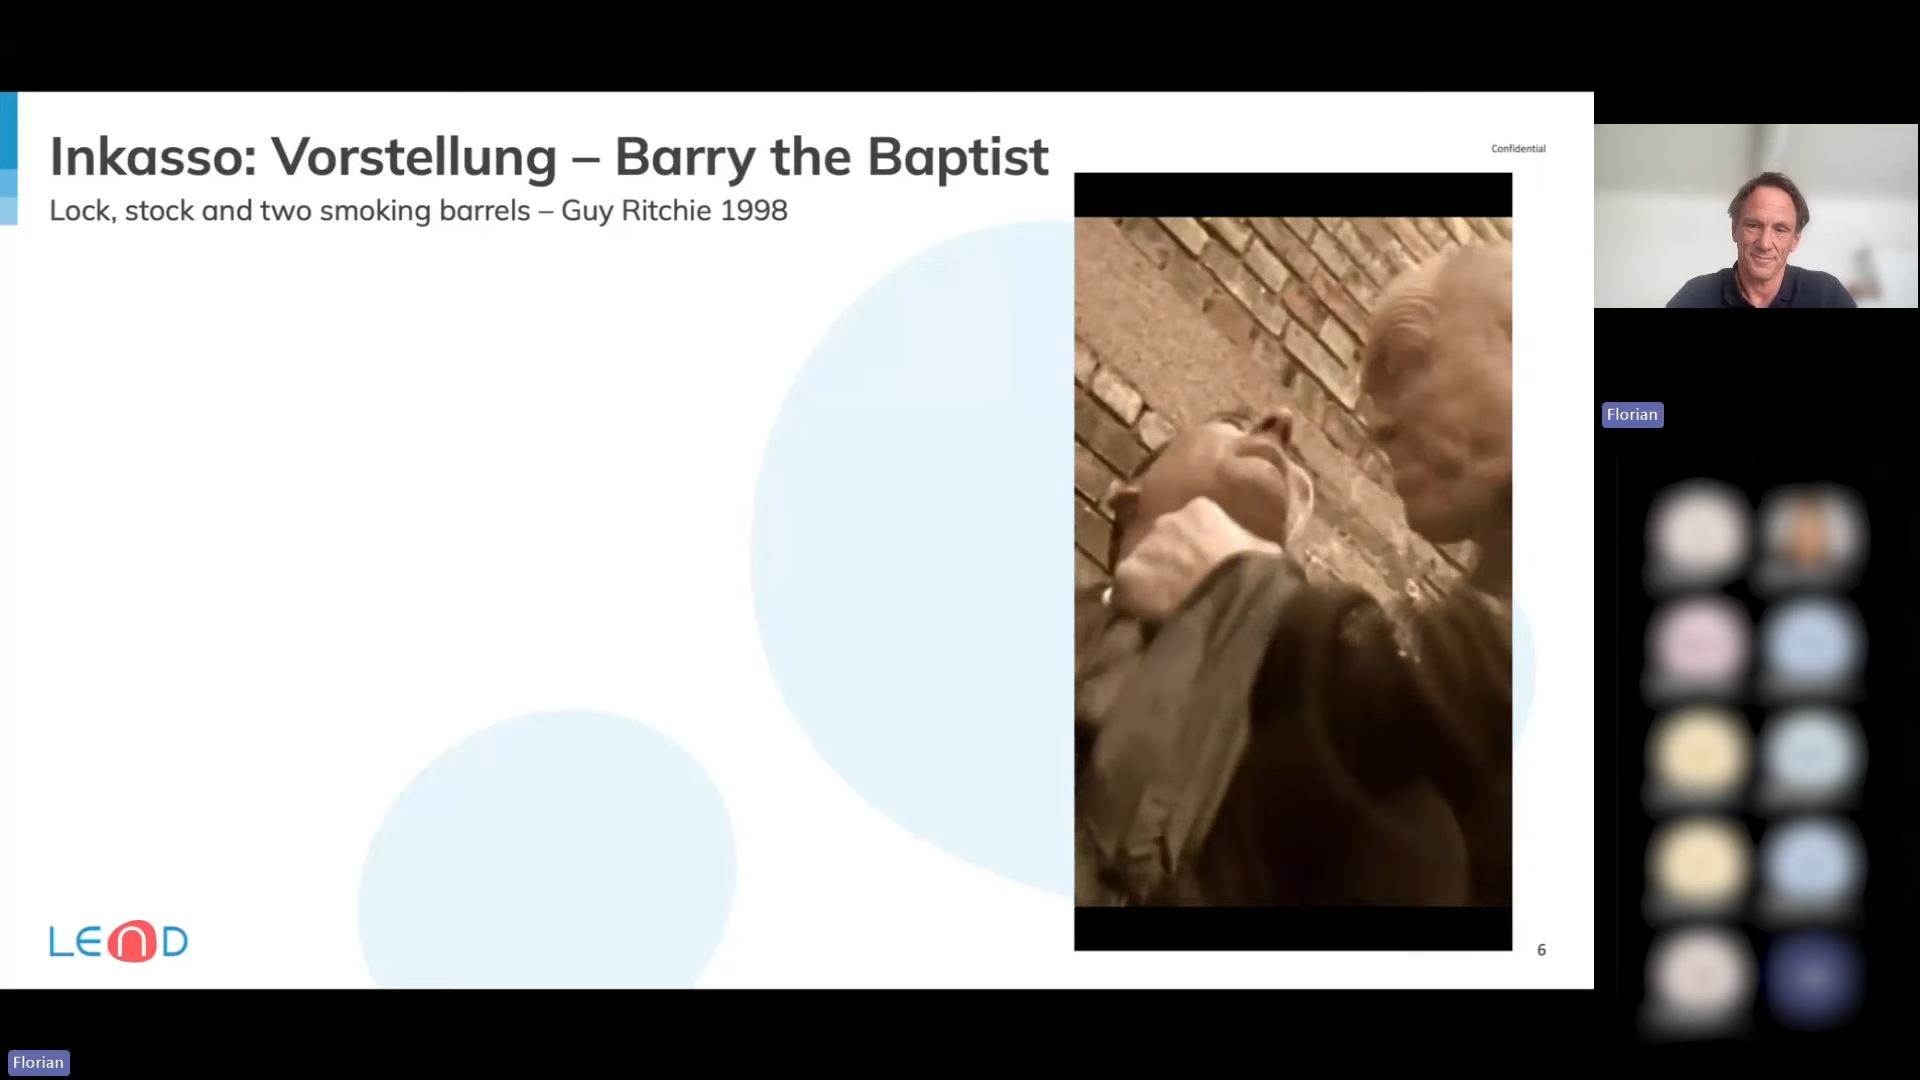 Inkasso: Vorstellung – Barry the Baptist
Lock, stock and two smoking barrels – Guy Ritchie 1998
Confidential
Florian
LEND
6
Florian